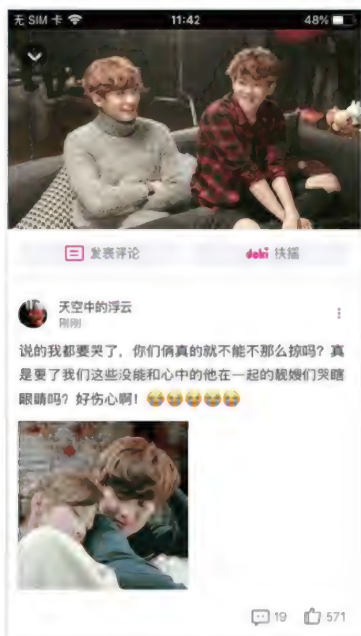 无 SIM 卡 11:42 48%
发表评论 doki 扶摇
天空中的浮云
刚刚
说的我都要哭了，你们俩真的就不能不那么掠吗？真
是要了我们这些没能和心中的他在一起的靓嫂们哭瞎
眼睛吗？好伤心啊！😭😭😭😭😭
19 571